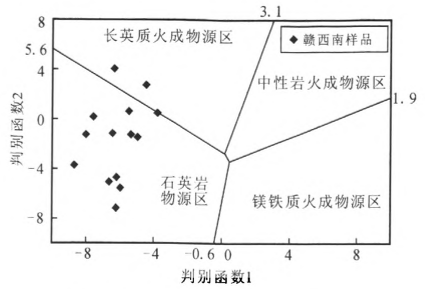 8
3.1
长英质火成物源区
◆ 赣西南样品
5.6
4
中性岩火成物源区
1.9
0
判别函数2
-4
石英岩
物源区
镁铁质火成物源区
-8
-8
-4
-0.6
0
4
8
判别函数1